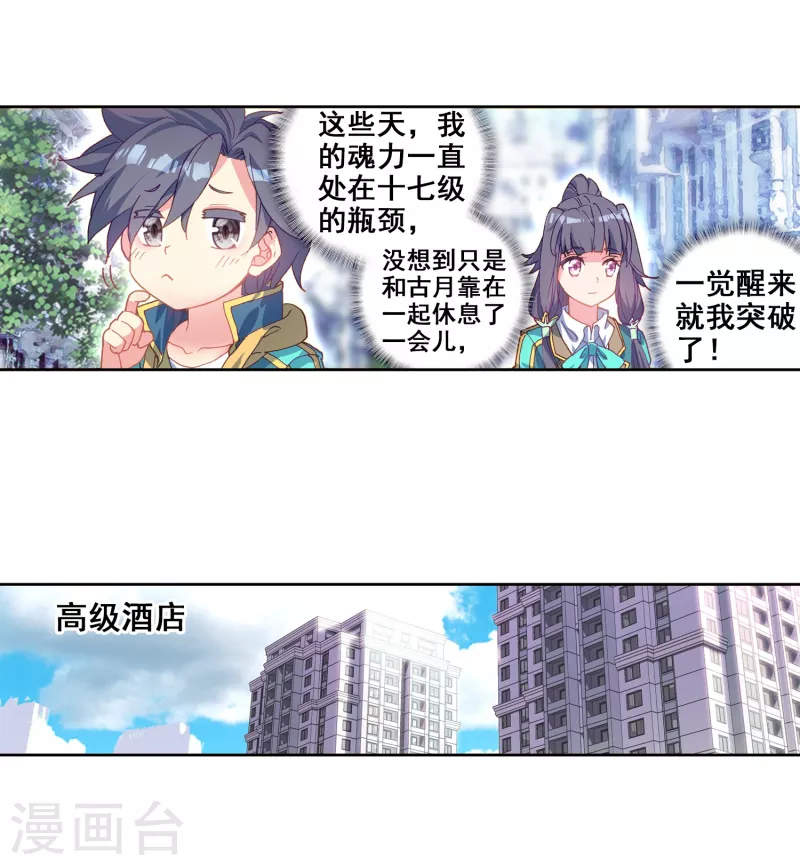 这些天，我
的魂力一直
处在十七级
的瓶颈，
没想到只是
和古月靠在
一起休息了
一会儿，
一觉醒来
就我突破
了！
高级酒店
漫画台